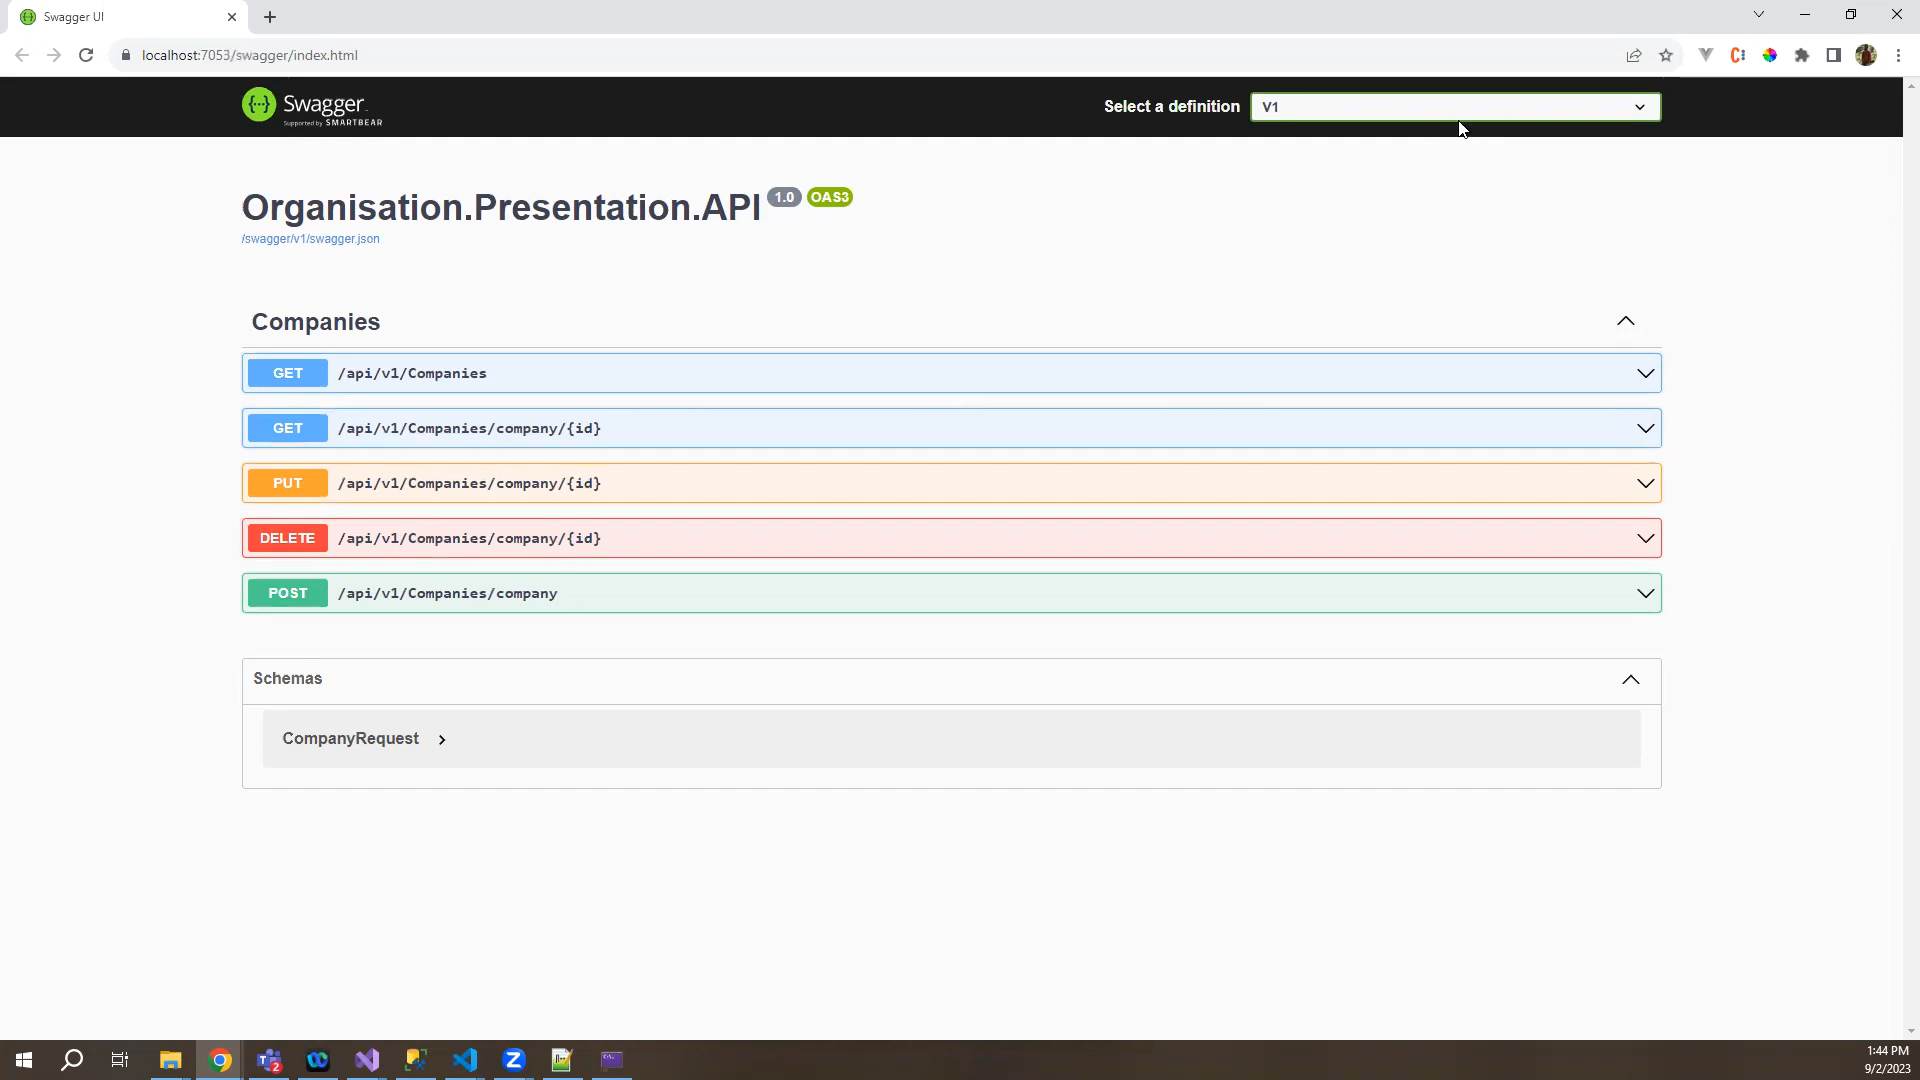 Swagger UI
localhost:7053/swagger/index.html
Swagger
Supported by SMARTBEAR
Select a definition
V1
Organisation.Presentation.API 1.0 OAS3
/swagger/v1/swagger.json
Companies
GET /api/v1/Companies
GET /api/v1/Companies/company/{id}
PUT /api/v1/Companies/company/{id}
DELETE /api/v1/Companies/company/{id}
POST /api/v1/Companies/company
Schemas
CompanyRequest
2
1:44 PM
9/2/2023